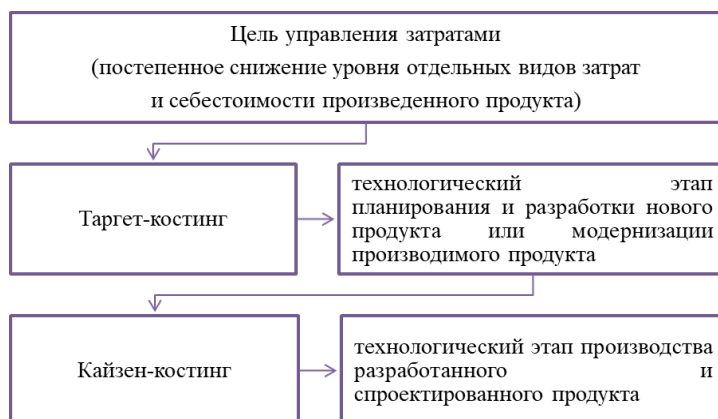 Цель управления затратами
(постепенное снижение уровня отдельных видов затрат
и себестоимости произведенного продукта)
Таргет-костинг
технологический этап
планирования и разработки нового
продукта или модернизации
производимого продукта
Кайзен-костинг
технологический этап производства
разработанного и
спроектированного продукта